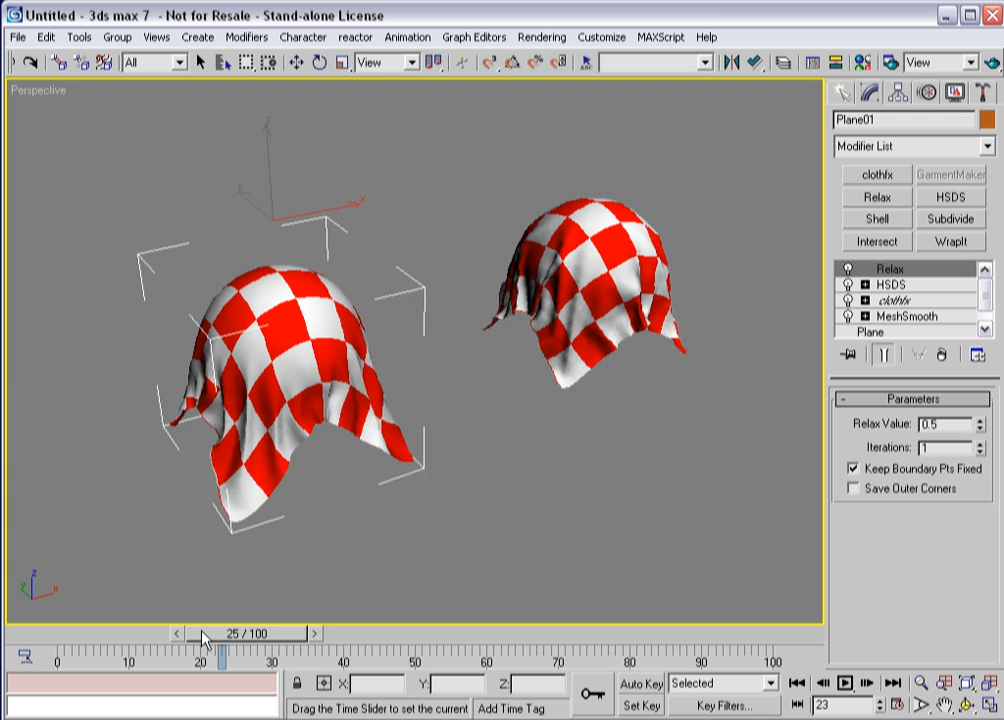 Untitled - 3ds max 7 - Not for Resale - Stand-alone License
File Edit Tools Group Views Create Modifiers Character reactor Animation Graph Editors Rendering Customize MAXScript Help
All View View
Perspective
Plane01
Modifier List
clothfx GarmentMaker
Relax HSDS
Shell Subdivide
Intersect WrapIt
Relax
HSDS
clothfx
MeshSmooth
Plane
- Parameters
Relax Value: 0.5
Iterations: 1
Keep Boundary Pts Fixed
Save Outer Corners
z
x
y
< 25 / 100 >
0 10 20 30 40 50 60 70 80 90 100
X: Y: Z: Auto Key Selected
Drag the Time Slider to set the current Add Time Tag Set Key Key Filters... 23